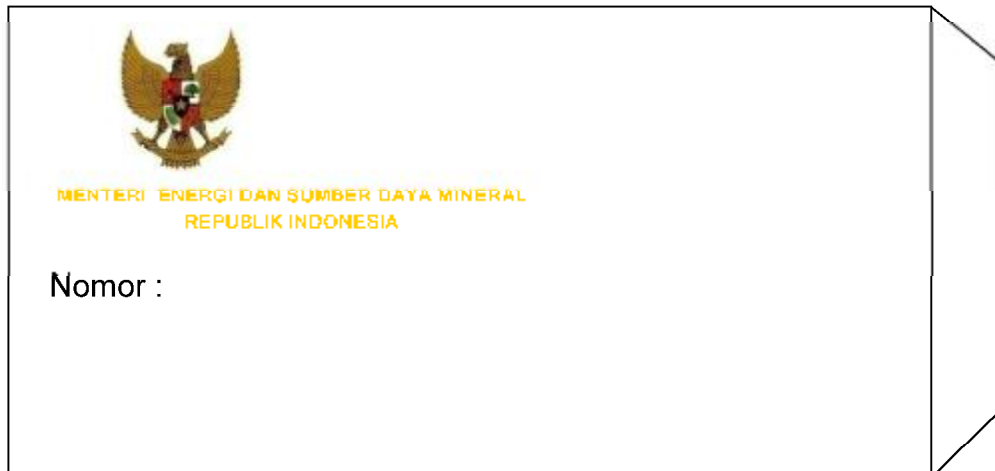 MENTERI ENERGI DAN SUMBER DAYA MINERAL
REPUBLIK INDONESIA
Nomor :